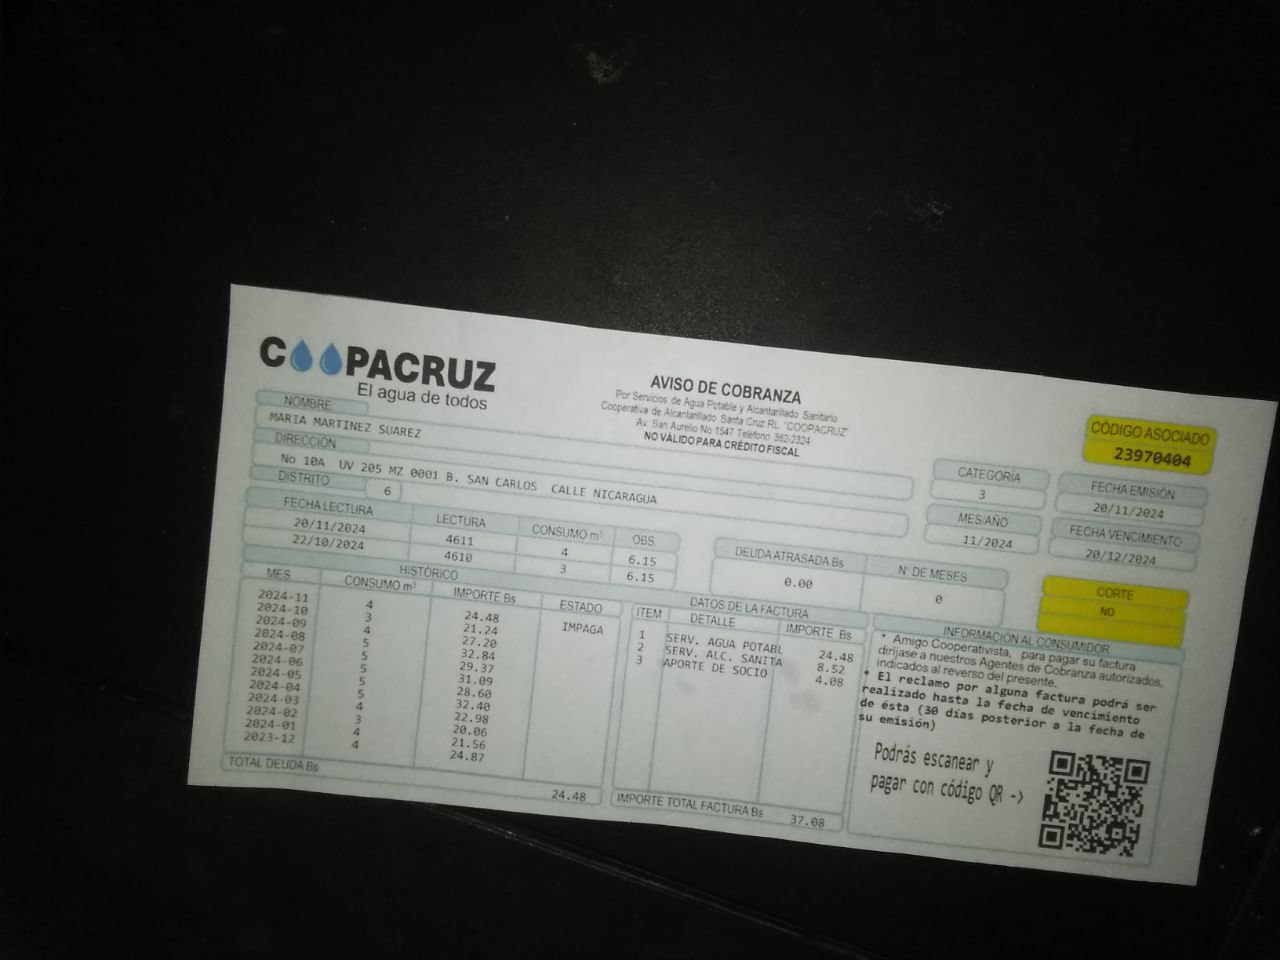 COOPACRUZ
El agua de todos
AVISO DE COBRANZA
Por Servicios de Agua Potable y Alcantarillado Sanitario
Cooperativa de Alcantarillado Santa Cruz RL. "COOPACRUZ"
Av. San Aurelio No 1547 Teléfono 362-2324
NO VÁLIDO PARA CRÉDITO FISCAL
CÓDIGO ASOCIADO
23970404
NOMBRE:
MARIA MARTINEZ SUAREZ
DIRECCIÓN
No 10A UV 205 MZ 0001 B. SAN CARLOS CALLE NICARAGUA
DISTRITO 6
CATEGORÍA
3
FECHA EMISIÓN
20/11/2024
MES/AÑO
11/2024
FECHA VENCIMIENTO
20/12/2024
FECHA LECTURA LECTURA CONSUMO m³ OBS.
20/11/2024 4611 4 6.15
22/10/2024 4610 3 6.15
DEUDA ATRASADA Bs N° DE MESES
0.00 0
CORTE
NO
HISTÓRICO
MES CONSUMO m³ IMPORTE Bs ESTADO
2024-11 4 24.48 IMPAGA
2024-10 3 21.24
2024-09 4 27.20
2024-08 5 32.84
2024-07 5 29.37
2024-06 5 31.09
2024-05 5 28.60
2024-04 5 32.40
2024-03 4 22.98
2024-02 3 20.06
2024-01 4 21.56
2023-12 4 24.87
TOTAL DEUDA Bs 24.48
DATOS DE LA FACTURA
ITEM DETALLE IMPORTE Bs
1 SERV. AGUA POTABL 24.48
2 SERV. ALC. SANITA 8.52
3 APORTE DE SOCIO 4.08
IMPORTE TOTAL FACTURA Bs 37.08
INFORMACIÓN AL CONSUMIDOR
* Amigo Cooperativista, para pagar su factura
dirijase a nuestros Agentes de Cobranza autorizados,
indicados al reverso del presente.
* El reclamo por alguna factura podrá ser
realizado hasta la fecha de vencimiento
de ésta (30 días posterior a la fecha de
su emisión)
Podrás escanear y
pagar con código QR ->